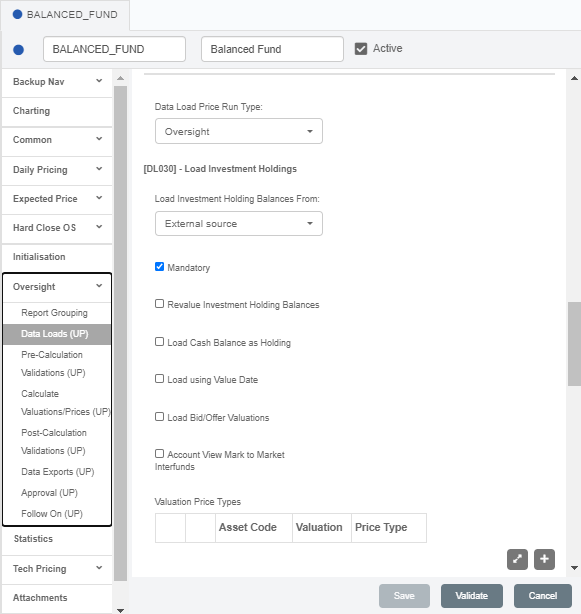 BALANCED_FUND
BALANCED_FUND
Balanced Fund
Active
Backup Nav
Charting
Common
Daily Pricing
Expected Price
Hard Close OS
Initialisation
Oversight
Report Grouping
Data Loads (UP)
Pre-Calculation
Validations (UP)
Calculate
Valuations/Prices (UP)
Post-Calculation
Validations (UP)
Data Exports (UP)
Approval (UP)
Follow On (UP)
Statistics
Tech Pricing
Attachments
Data Load Price Run Type:
Oversight
[DL030] - Load Investment Holdings
Load Investment Holding Balances From:
External source
Mandatory
Revalue Investment Holding Balances
Load Cash Balance as Holding
Load using Value Date
Load Bid/Offer Valuations
Account View Mark to Market
Interfunds
Valuation Price Types
Asset Code Valuation Price Type
Save Validate Cancel